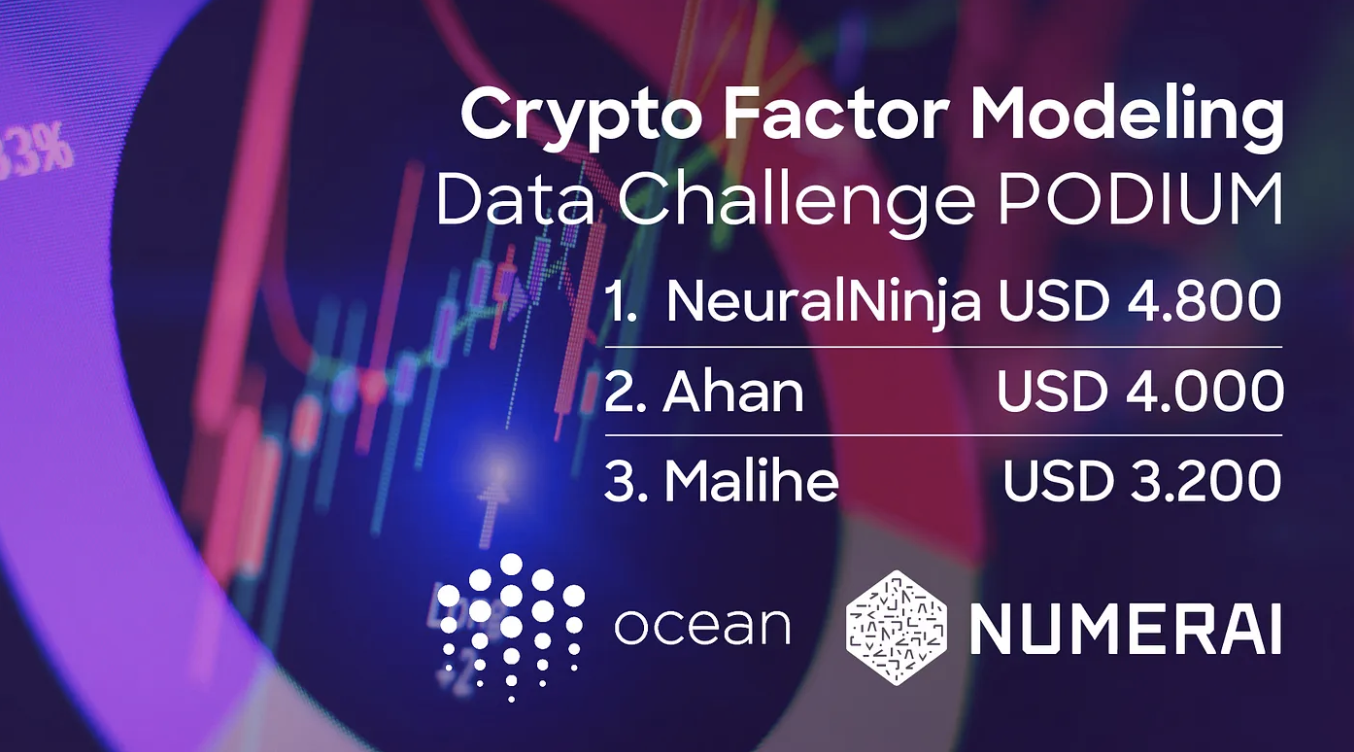 33%
Crypto Factor Modeling
Data Challenge PODIUM
1. NeuralNinja USD 4.800
2. Ahan USD 4.000
3. Malihe USD 3.200
ocean
NUMERAI